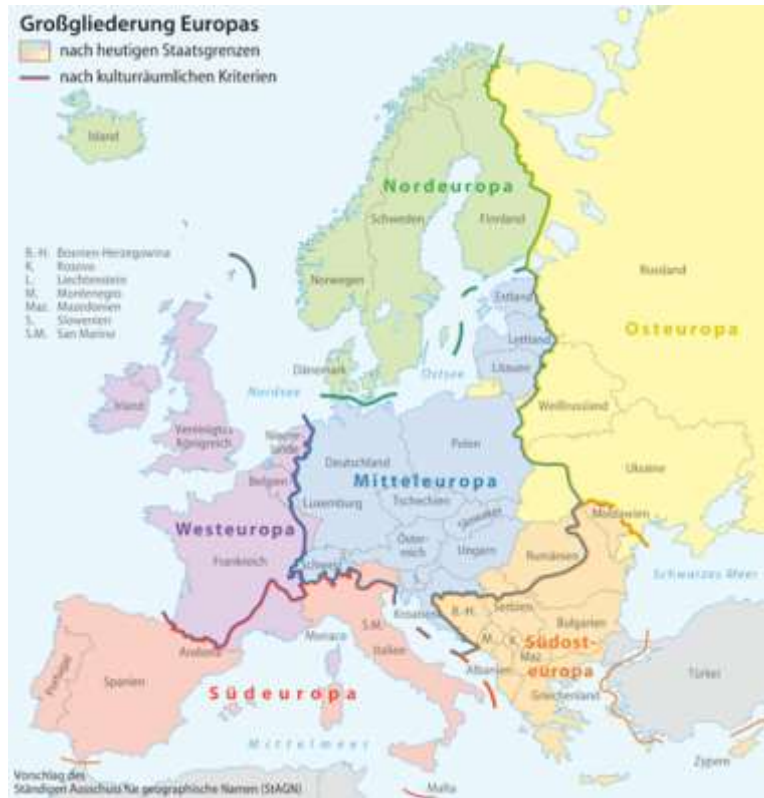 Großgliederung Europas
nach heutigen Staatsgrenzen
nach kulturräumlichen Kriterien
Island
Nordeuropa
Schweden
Finnland
Norwegen
Russland
B.-H. Bosnien-Herzegowina
K. Kosovo
L. Liechtenstein
M. Montenegro
Maz. Mazedonien
S. Slowenien
S.M. San Marino
Estland
Osteuropa
Lettland
Dänemark
Ostsee
Litauen
Nordsee
Irland
Weißrussland
Vereinigtes
Königreich
Niederlande
Polen
Deutschland
Belgien
Mitteleuropa
Ukraine
Luxemburg
Tschechien
Slowakei
Moldawien
Westeuropa
Öster-
reich
Ungarn
Frankreich
Schweiz
Rumänien
Schwarzes Meer
Kroatien
B.-H.
Serbien
S.M.
Bulgarien
Monaco
M.
K.
Andorra
Italien
Maz.
Südost-
europa
Albanien
Türkei
Portugal
Spanien
Südeuropa
Griechenland
Mittelmeer
Zypern
Malta
Vorschlag des
Ständigen Ausschuss für geographische Namen (StAGN)